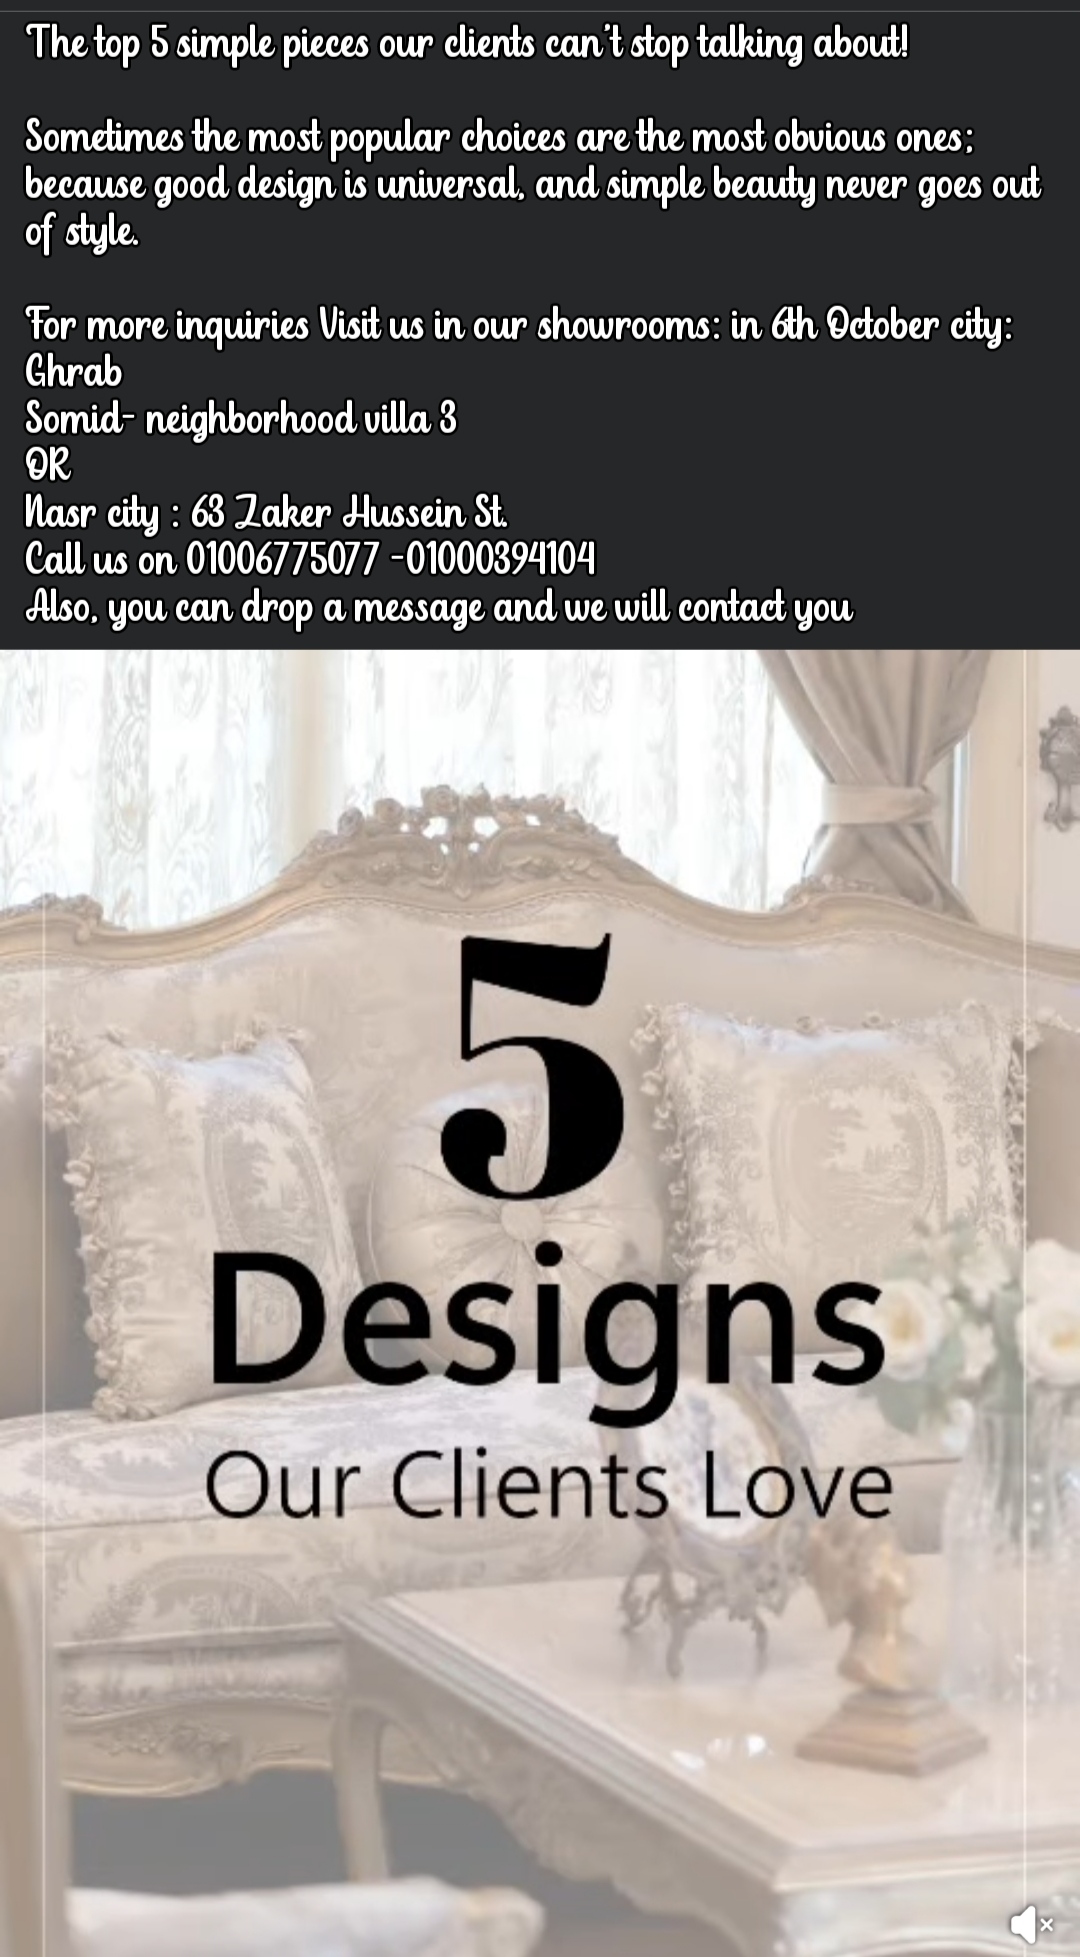 The top 5 simple pieces our clients can't stop talking about!
Sometimes the most popular choices are the most obvious ones;
because good design is universal, and simple beauty never goes out
of style.
For more inquiries Visit us in our showrooms: in 6th October city:
Ghrab
Somid- neighborhood villa 3
OR
Nasr city : 63 Zaker Hussein St.
Call us on 01006775077 -01000394104
Also, you can drop a message and we will contact you
5
Designs
Our Clients Love